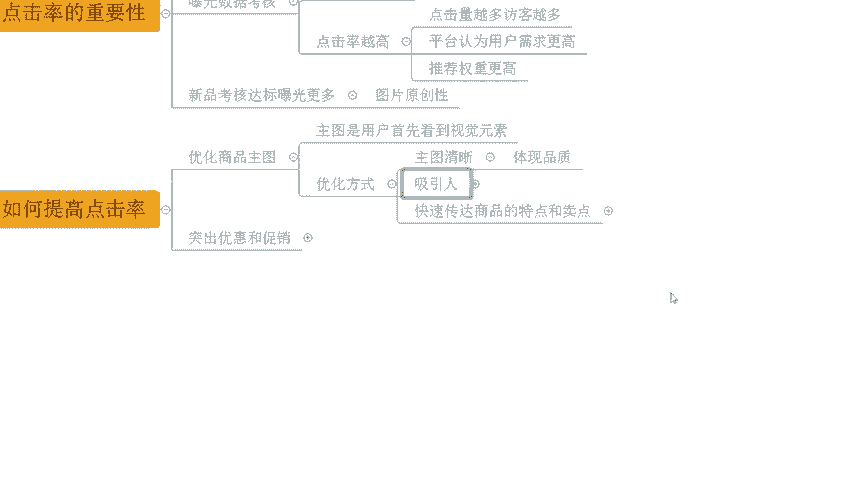 点击率的重要性
曝光数据考核
点击率越高
点击量越多访客越多
平台认为用户需求更高
推荐权重更高
新品考核达标曝光更多
图片原创性
如何提高点击率
优化商品主图
主图是用户首先看到视觉元素
优化方式
主图清晰
体现品质
吸引人
快速传达商品的特点和卖点
突出优惠和促销